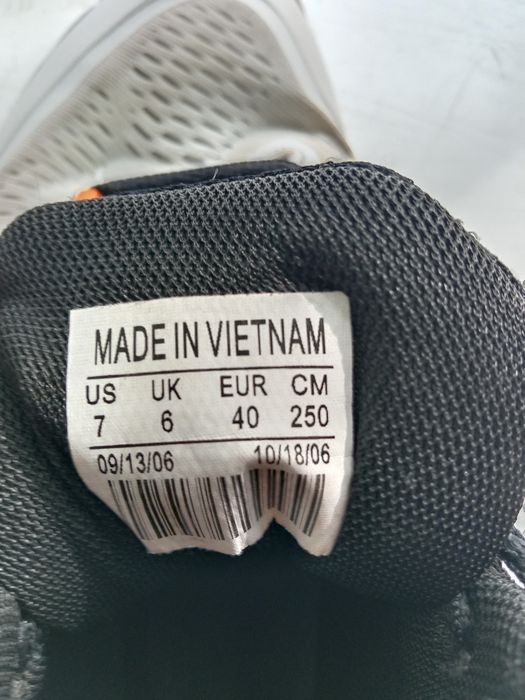 MADE IN VIETNAM
US UK EUR CM
7 6 40 250
09/13/06 10/18/06